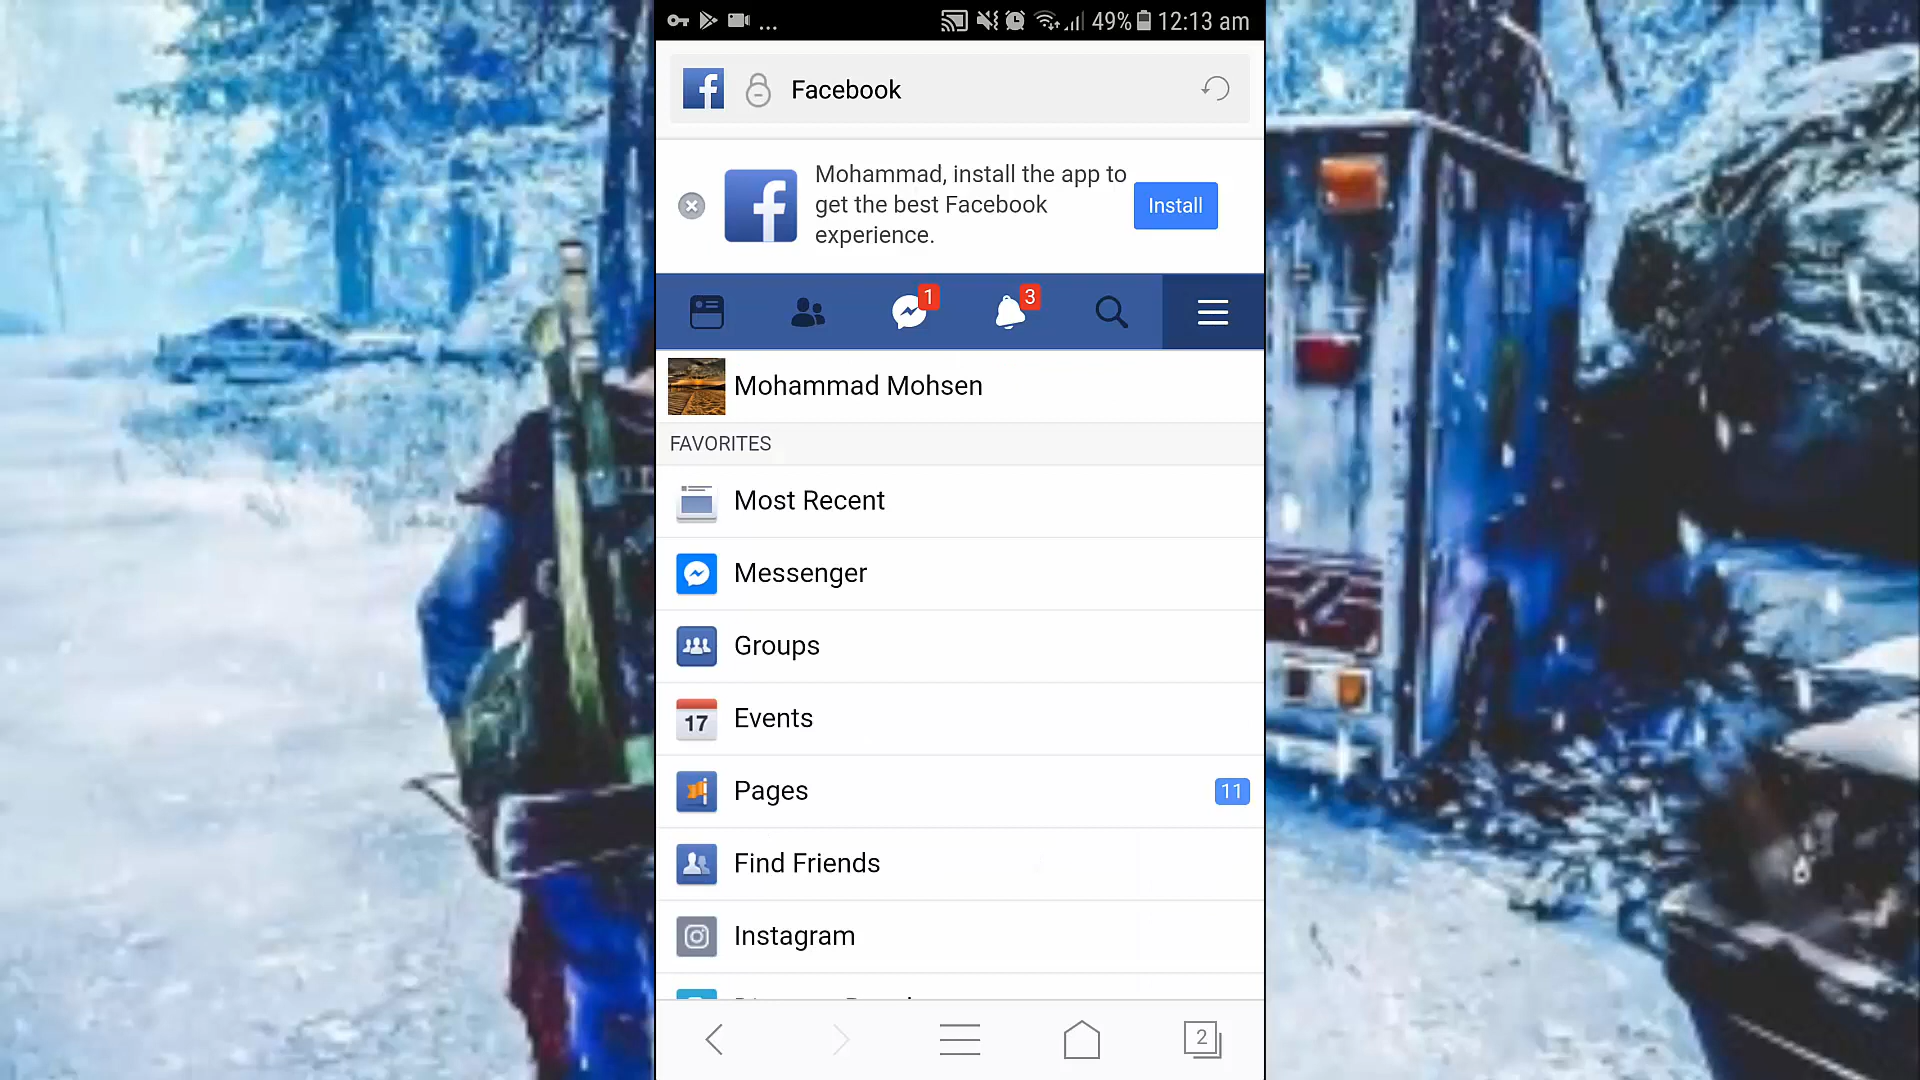 ... 49% 12:13 am
Facebook
Mohammad, install the app to
get the best Facebook
experience.
Install
1 3
Mohammad Mohsen
FAVORITES
Most Recent
Messenger
Groups
17 Events
Pages 11
Find Friends
Instagram
2